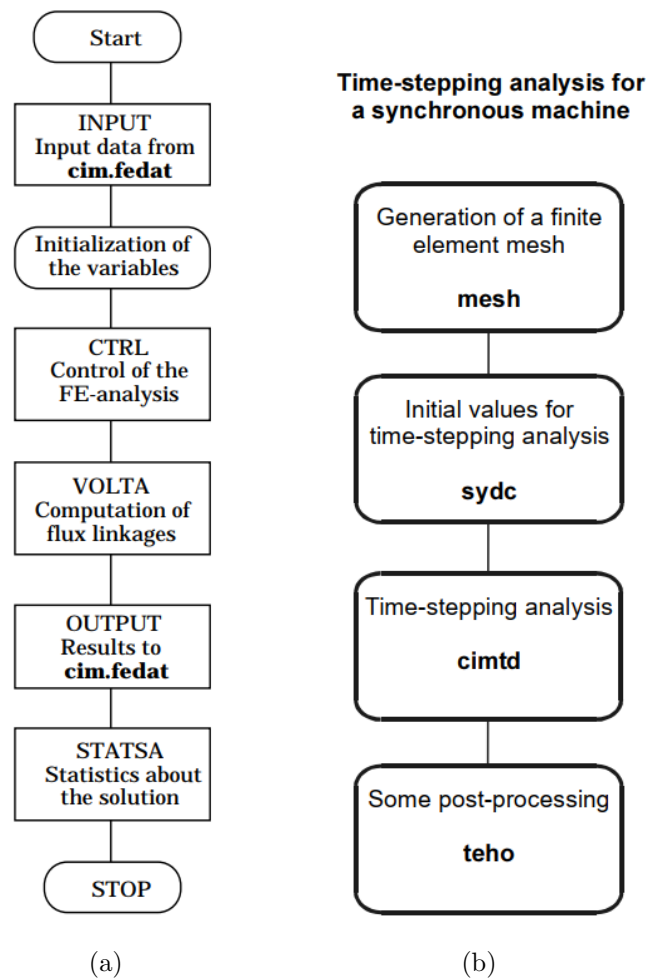 Start
INPUT
Input data from
cim.fedat
Initialization of
the variables
CTRL
Control of the
FE-analysis
VOLTA
Computation of
flux linkages
OUTPUT
Results to
cim.fedat
STATSA
Statistics about
the solution
STOP
(a)
Time-stepping analysis for
a synchronous machine
Generation of a finite
element mesh
mesh
Initial values for
time-stepping analysis
sydc
Time-stepping analysis
cimtd
Some post-processing
teho
(b)